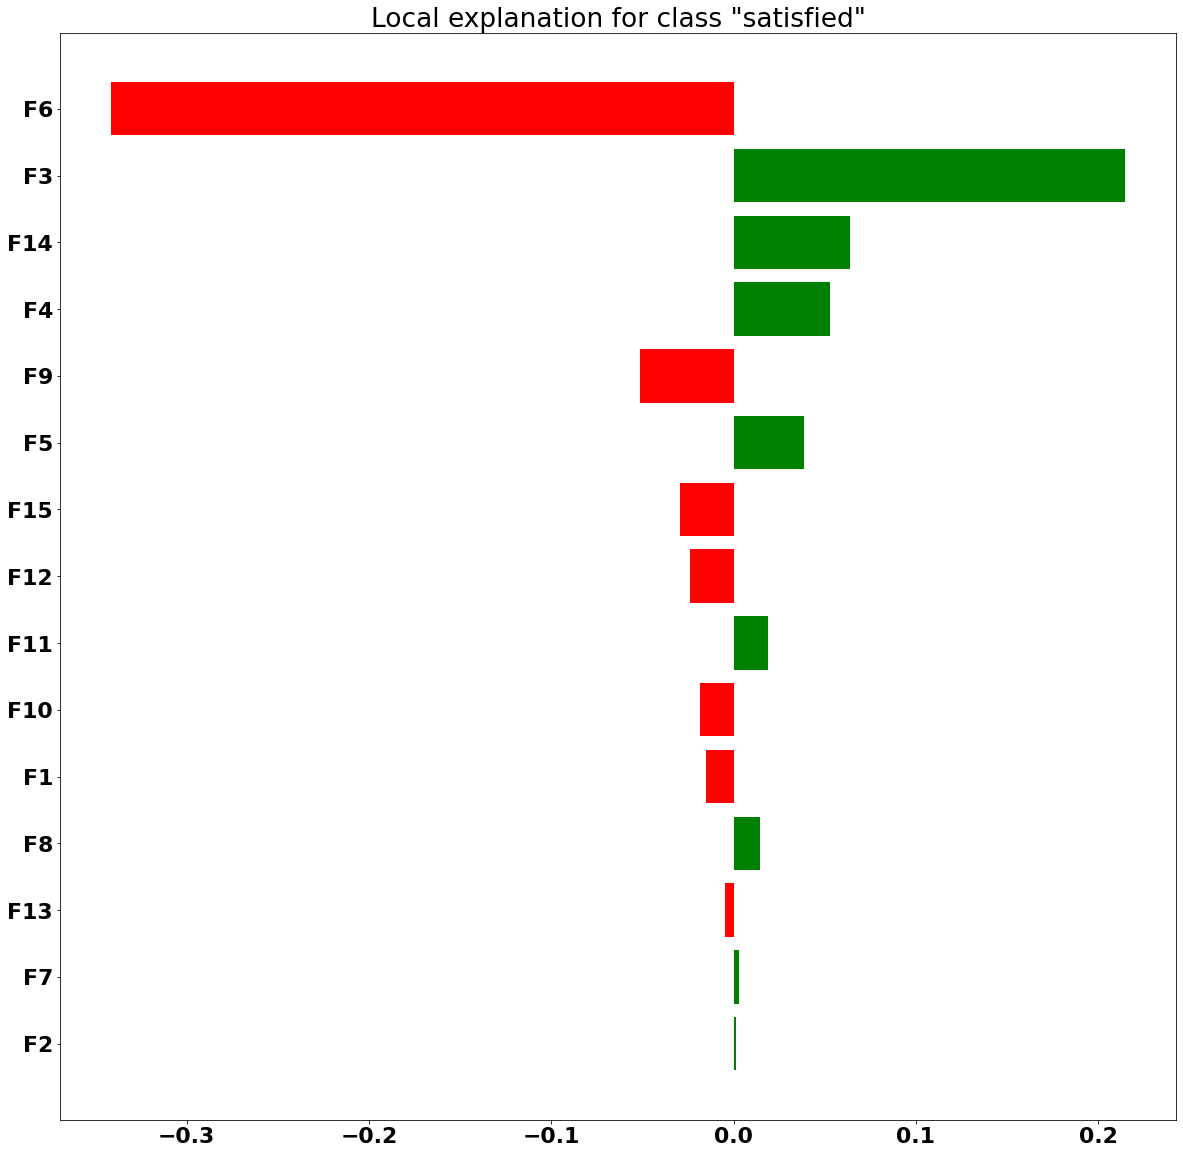 Local explanation for class "satisfied"
F6
F3
F14
F4
F9
F5
F15
F12
F11
F10
F1
F8
F13
F7
F2
−0.3 −0.2 −0.1 0.0 0.1 0.2